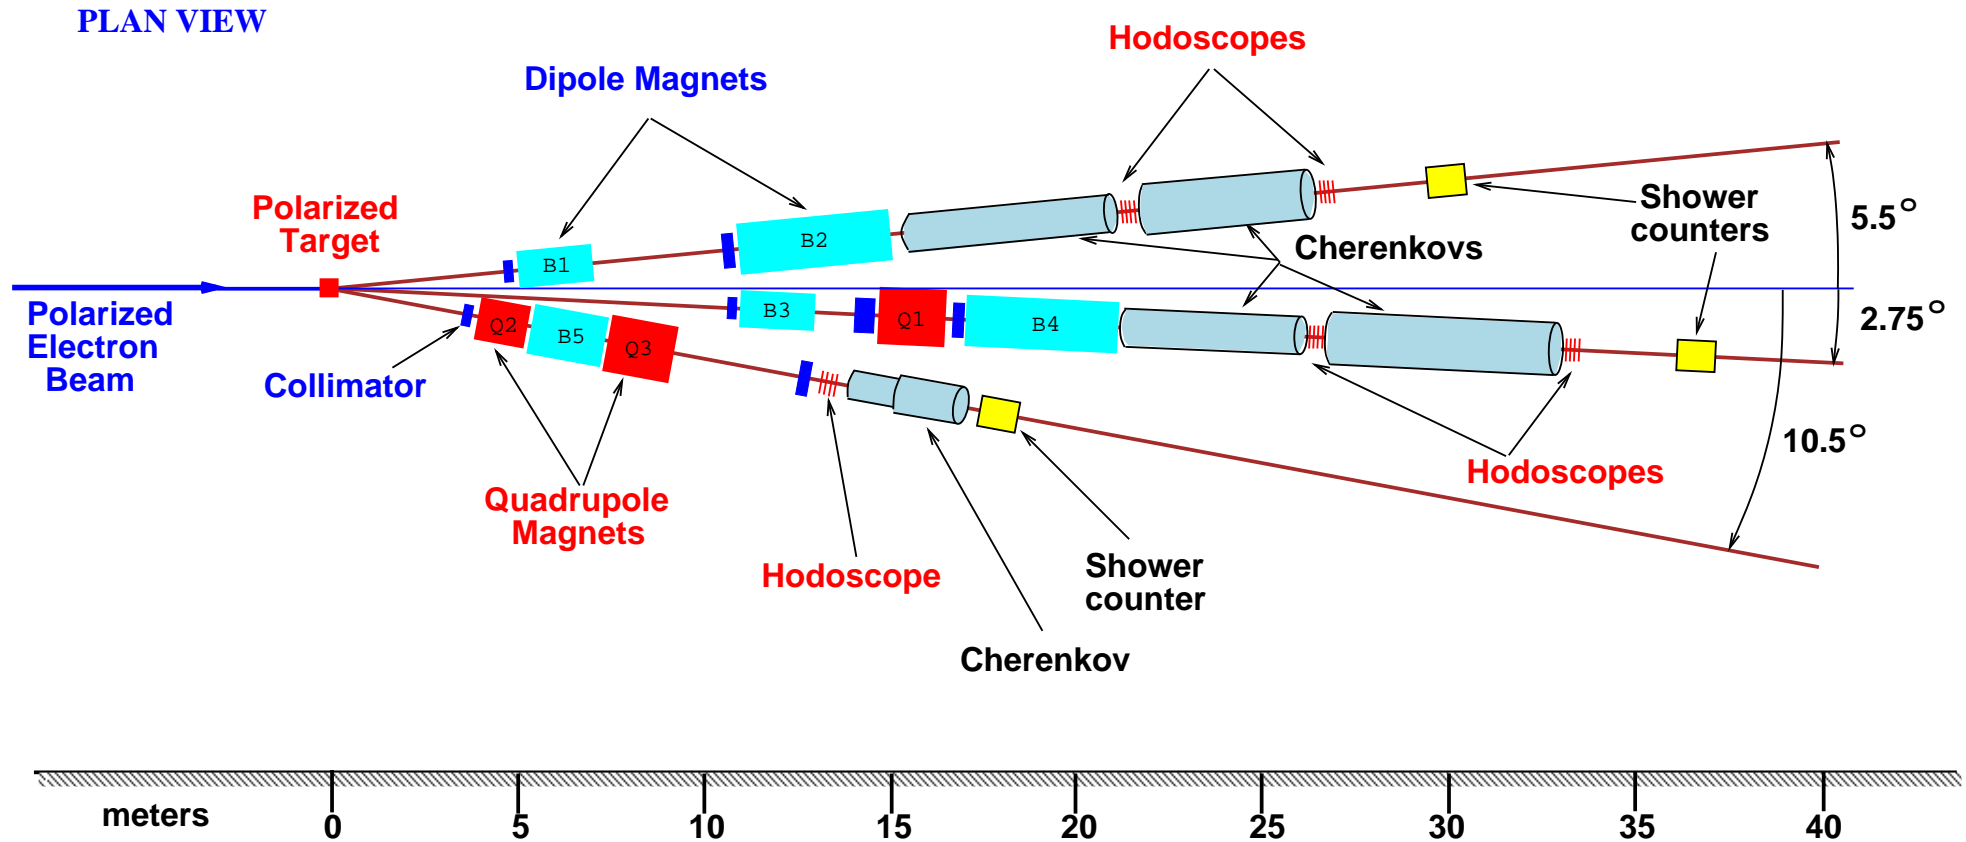 PLAN VIEW
Hodoscopes
Dipole Magnets
Polarized
Target
Shower
counters
5.5°
B2
B1
Cherenkovs
Polarized
Electron
Beam
B3
Q1
B4
2.75°
Q2
B5
Q3
Collimator
10.5°
Hodoscopes
Quadrupole
Magnets
Hodoscope
Shower
counter
Cherenkov
meters
0 5 10 15 20 25 30 35 40